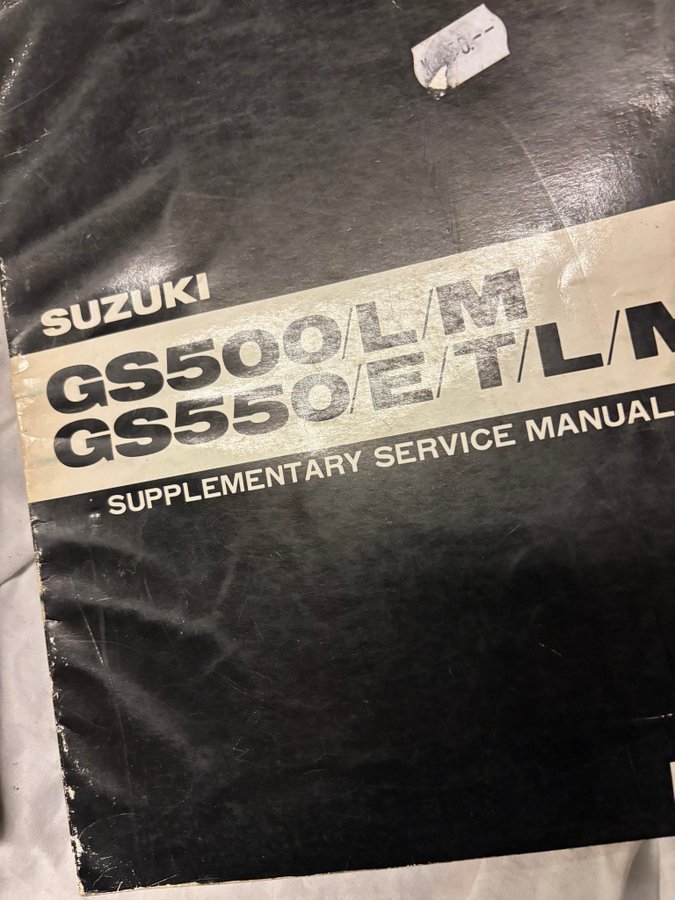 SUZUKI
GS500/L/M
GS550/E/T/L/M
SUPPLEMENTARY SERVICE MANUAL